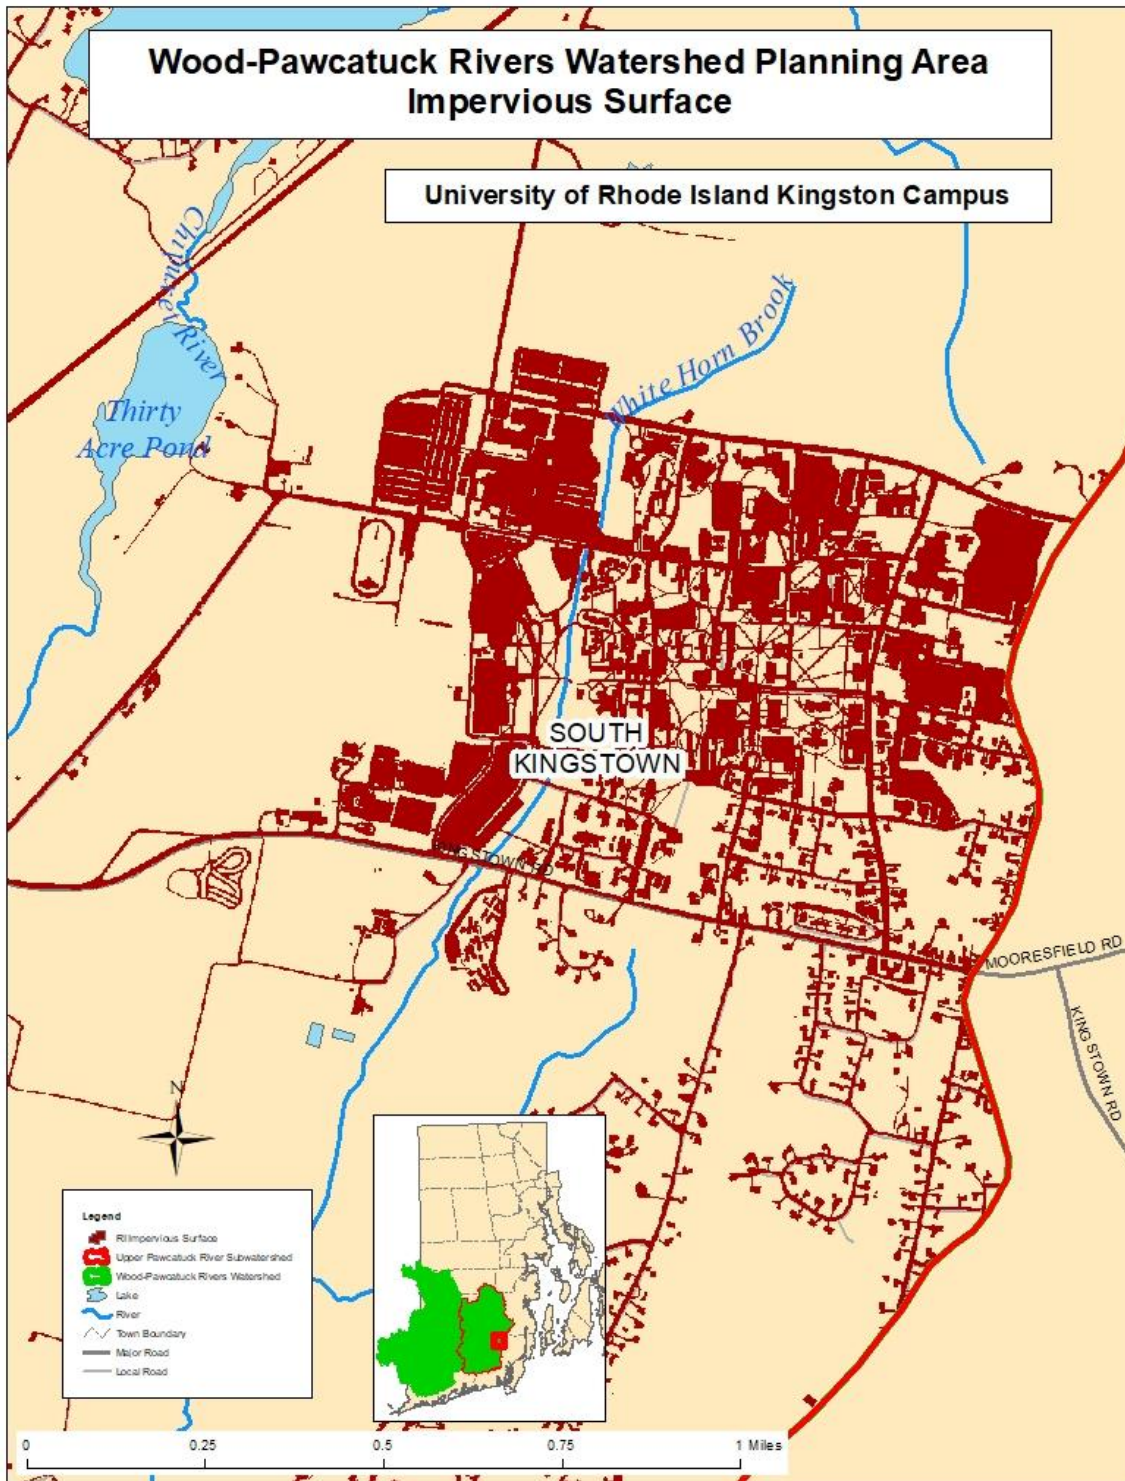 Wood-Pawcatuck Rivers Watershed Planning Area
Impervious Surface
University of Rhode Island Kingston Campus
Chipuxet River
White Horn Brook
Thirty
Acre Pond
SOUTH
KINGSTOWN
KINGSTOWN RD
MOORESFIELD RD
KINGSTOWN RD
N
Legend
RI Impervious Surface
Upper Pawcatuck River Subwatershed
Wood-Pawcatuck Rivers Watershed
Lake
River
Town Boundary
Major Road
Local Road
0 0.25 0.5 0.75 1 Miles